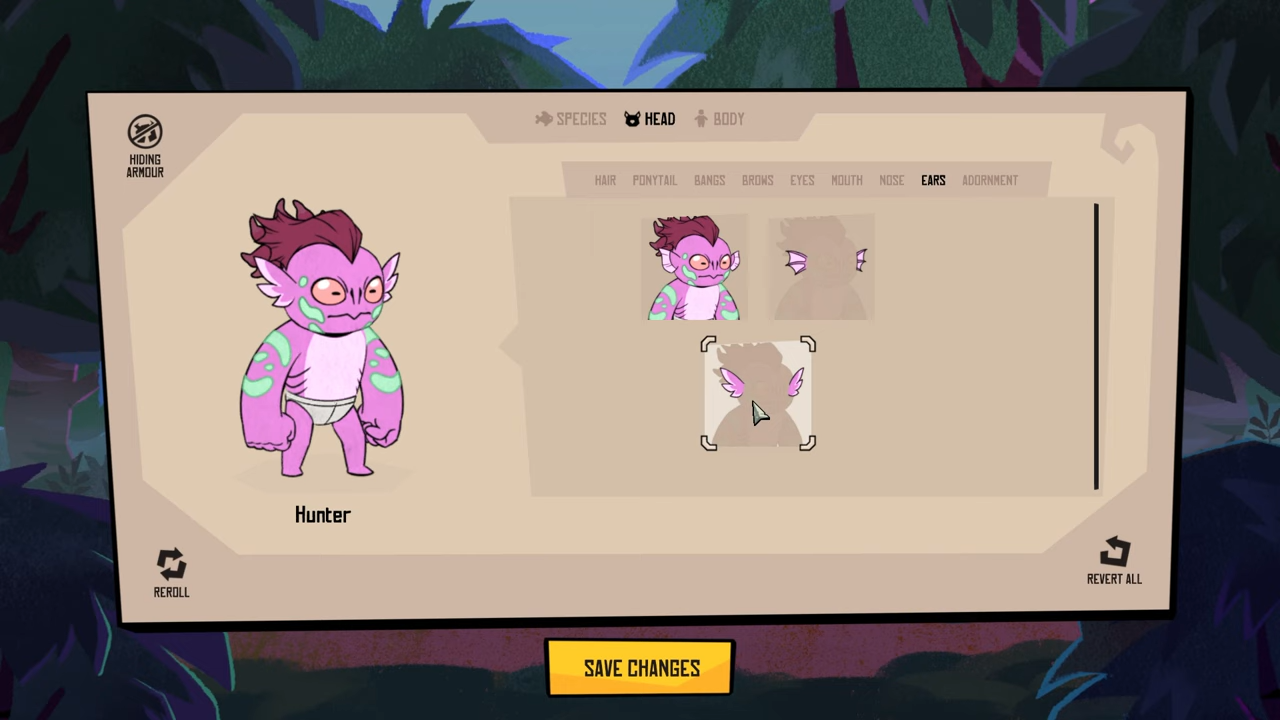 SPECIES HEAD BODY
HIDING
ARMOUR
HAIR PONYTAIL BANGS BROWS EYES MOUTH NOSE EARS ADORNMENT
Hunter
REROLL
REVERT ALL
SAVE CHANGES